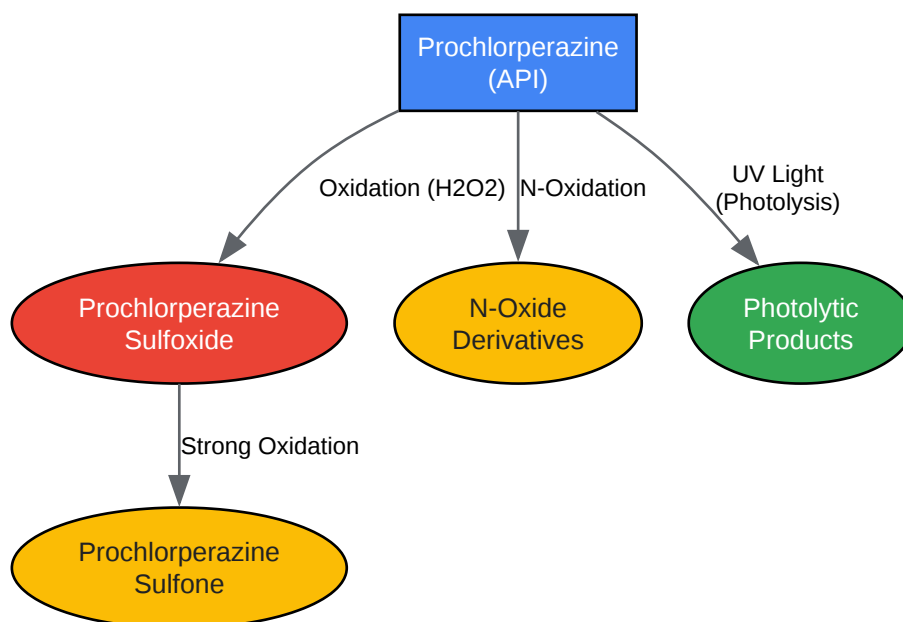 Prochlorperazine
(API)
Oxidation (H2O2)
N-Oxidation
UV Light
(Photolysis)
Prochlorperazine
Sulfoxide
N-Oxide
Derivatives
Photolytic
Products
Strong Oxidation
Prochlorperazine
Sulfone